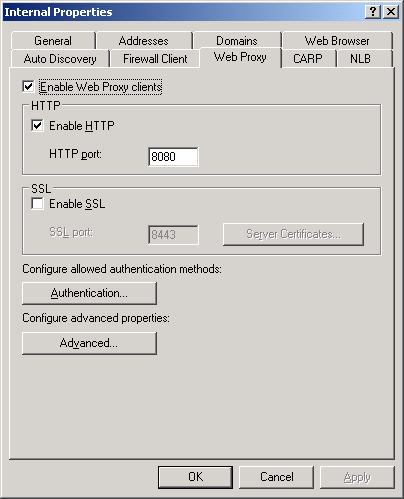 Internal Properties
General Addresses Domains Web Browser
Auto Discovery Firewall Client Web Proxy CARP NLB
Enable Web Proxy clients
HTTP
Enable HTTP
HTTP port: 8080
SSL
Enable SSL
SSL port: 8443 Server Certificates...
Configure allowed authentication methods:
Authentication...
Configure advanced properties:
Advanced...
OK Cancel Apply